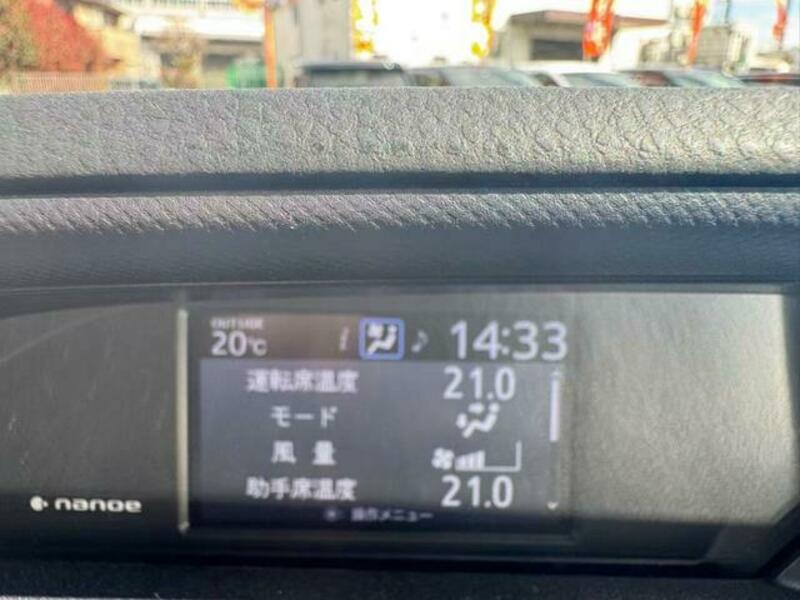 OUTSIDE
20℃ i ♪ 14:33
運転席温度 21.0
モード
風量
助手席温度 21.0
操作メニュー
nanoe